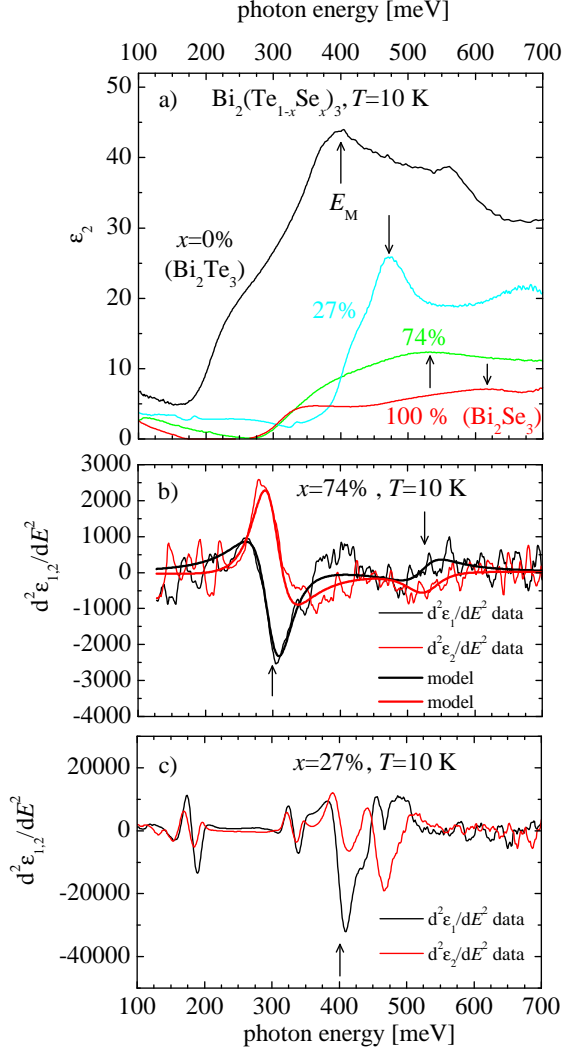 photon energy [meV]
100 200 300 400 500 600 700
50
40
30
20
10
0
ε₂
a) Bi₂(Te₁₋ₓSeₓ)₃, T=10 K
E_M
x=0%
(Bi₂Te₃)
27%
74%
100 % (Bi₂Se₃)
3000
2000
1000
0
-1000
-2000
-3000
-4000
d²ε₁,₂/dE²
b) x=74% , T=10 K
d²ε₁/dE² data
d²ε₂/dE² data
model
model
20000
0
-20000
-40000
d²ε₁,₂/dE²
c) x=27% , T=10 K
d²ε₁/dE² data
d²ε₂/dE² data
100 200 300 400 500 600 700
photon energy [meV]